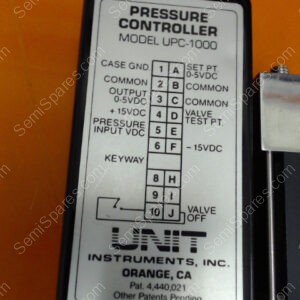 PRESSURE
CONTROLLER
MODEL UPC-1000
CASE GND. 1 A SET PT. 0-5VDC
COMMON 2 B COMMON
OUTPUT 0-5VDC 3 C COMMON
+15VDC 4 D VALVE TEST PT.
PRESSURE INPUT VDC 5 E
6 F -15VDC
KEYWAY
8 H
9 I
10 J VALVE OFF
UNIT
INSTRUMENTS, INC.
ORANGE, CA
Pat. 4,440,021
Other Patents Pending
SemiSpares.com
SemiSpares.com
SemiSpares.com